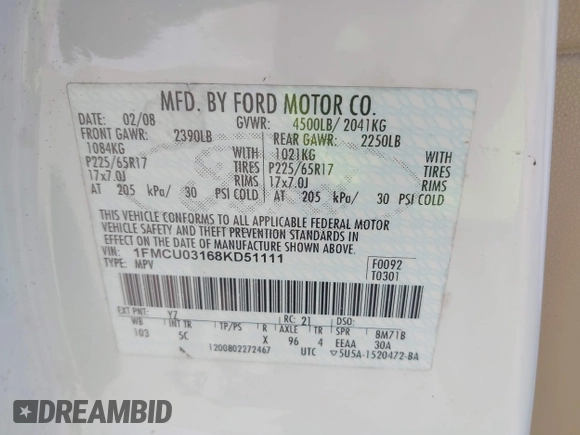 MFD. BY FORD MOTOR CO.
DATE: 02/08 GVWR: 4500LB/ 2041KG
FRONT GAWR: 2390LB REAR GAWR: 2250LB
1084KG WITH 1021KG WITH
P225/65R17 TIRES P225/65R17 TIRES
17x7.0J RIMS 17x7.0J RIMS
AT 205 kPa/ 30 PSI COLD AT 205 kPa/ 30 PSI COLD
THIS VEHICLE CONFORMS TO ALL APPLICABLE FEDERAL MOTOR
VEHICLE SAFETY AND THEFT PREVENTION STANDARDS IN
EFFECT ON THE DATE OF MANUFACTURE SHOWN ABOVE.
VIN: 1FMCU03168KD51111 F0092
TYPE: MPV T0301
EXT PNT: YZ RC: 21 DSO:
WB INT TR TP/PS R AXLE TR SPR 8M71B
103 5C X 96 4 EEAA 30A
1200802272467 UTC ▽5U5A-1520472-BA
DREAMBID